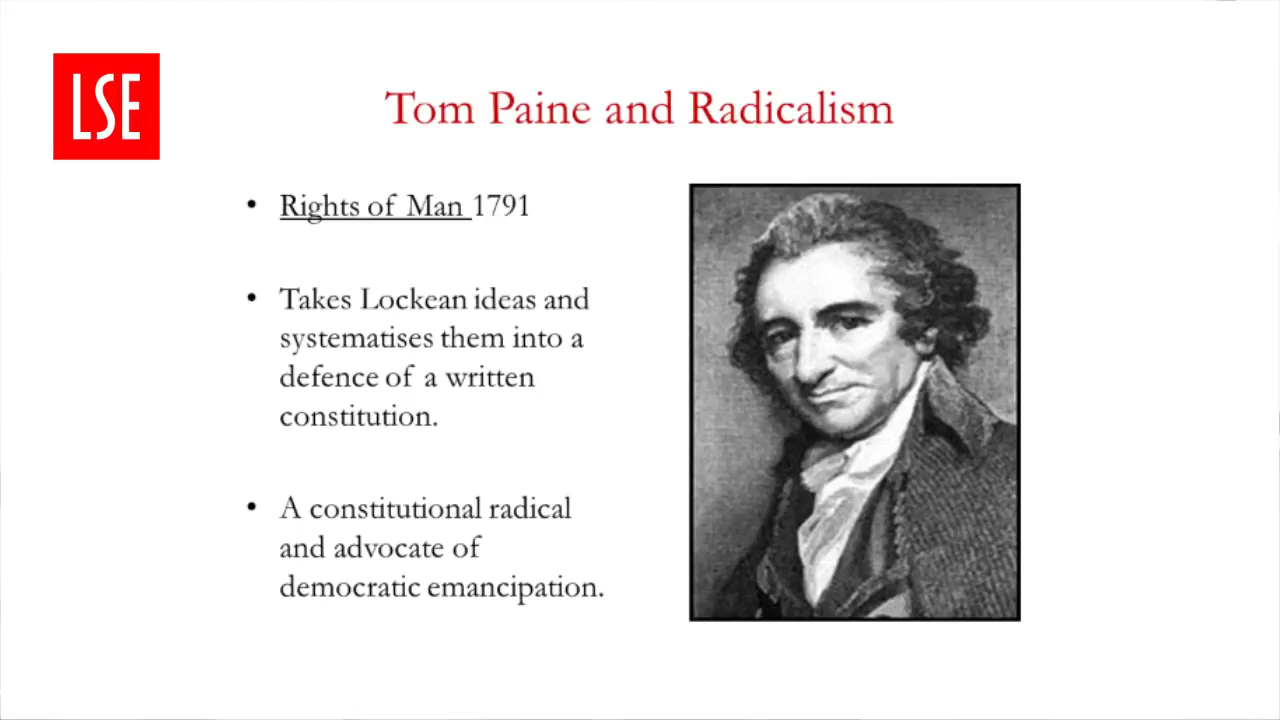 LSE
Tom Paine and Radicalism
• Rights of Man 1791
• Takes Lockean ideas and
systematises them into a
defence of a written
constitution.
• A constitutional radical
and advocate of
democratic emancipation.